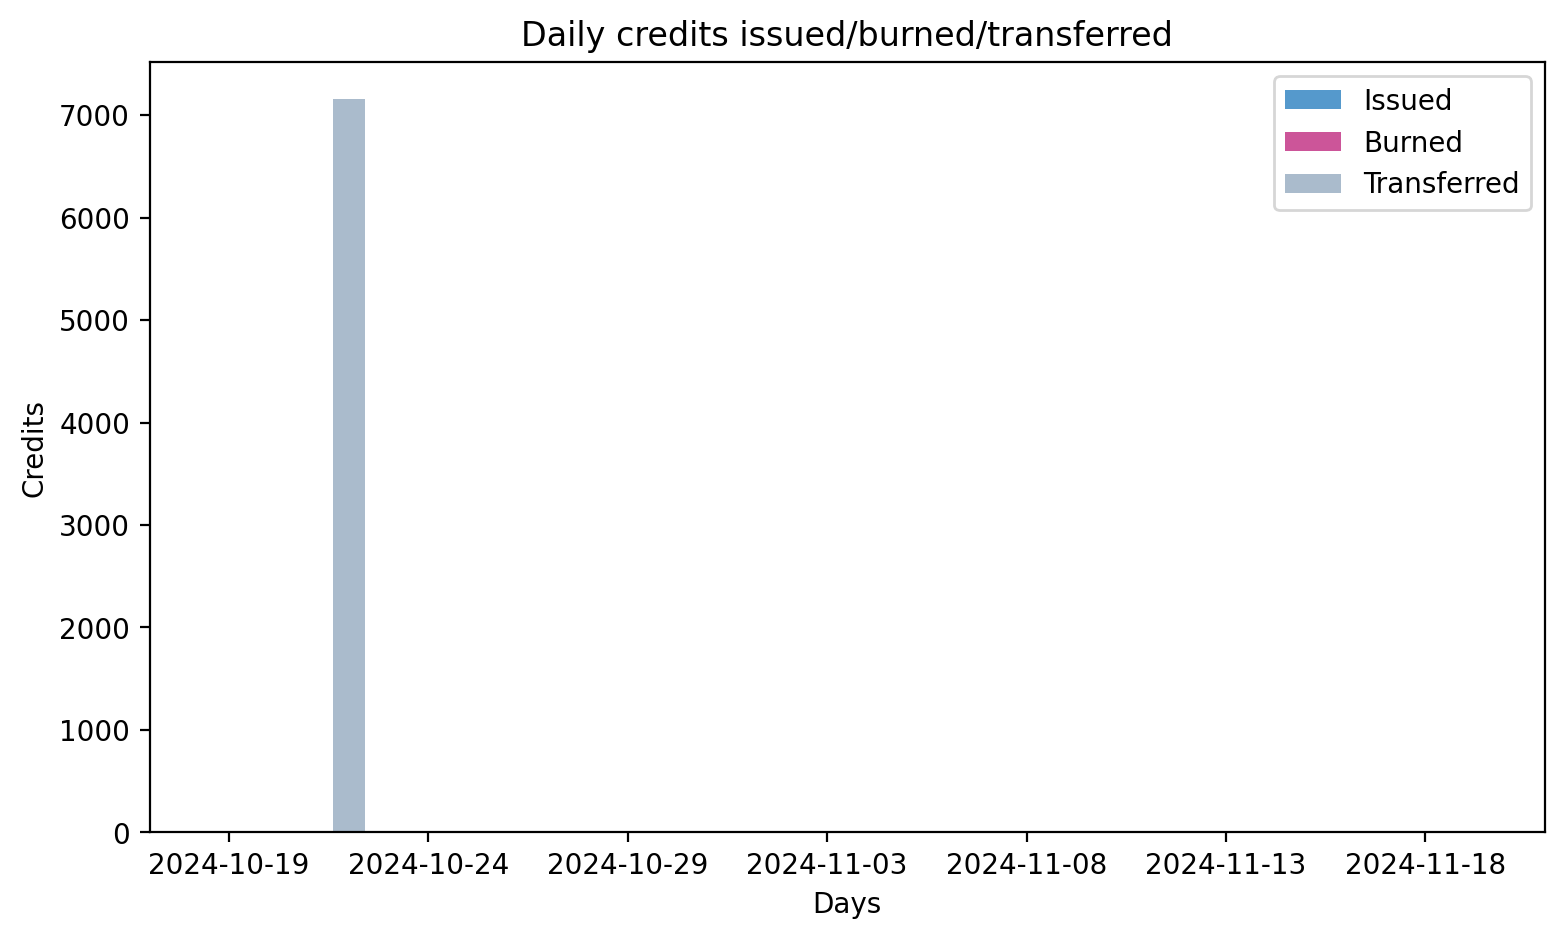 Daily credits issued/burned/transferred
Issued
Burned
Transferred
7000
6000
5000
4000
3000
2000
1000
0
Credits
2024-10-19 2024-10-24 2024-10-29 2024-11-03 2024-11-08 2024-11-13 2024-11-18
Days